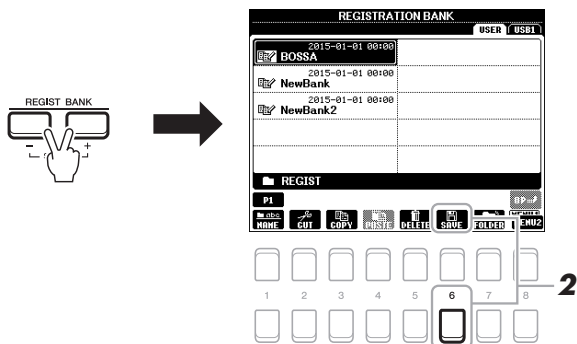 REGISTRATION BANK
USER USB1
2015-01-01 00:00
BOSSA
2015-01-01 00:00
NewBank
2015-01-01 00:00
NewBank2
REGIST BANK
- +
REGIST
P1
UP
abc NAME CUT COPY PASTE DELETE SAVE FOLDER MENU2
1 2 3 4 5 6 7 8
2